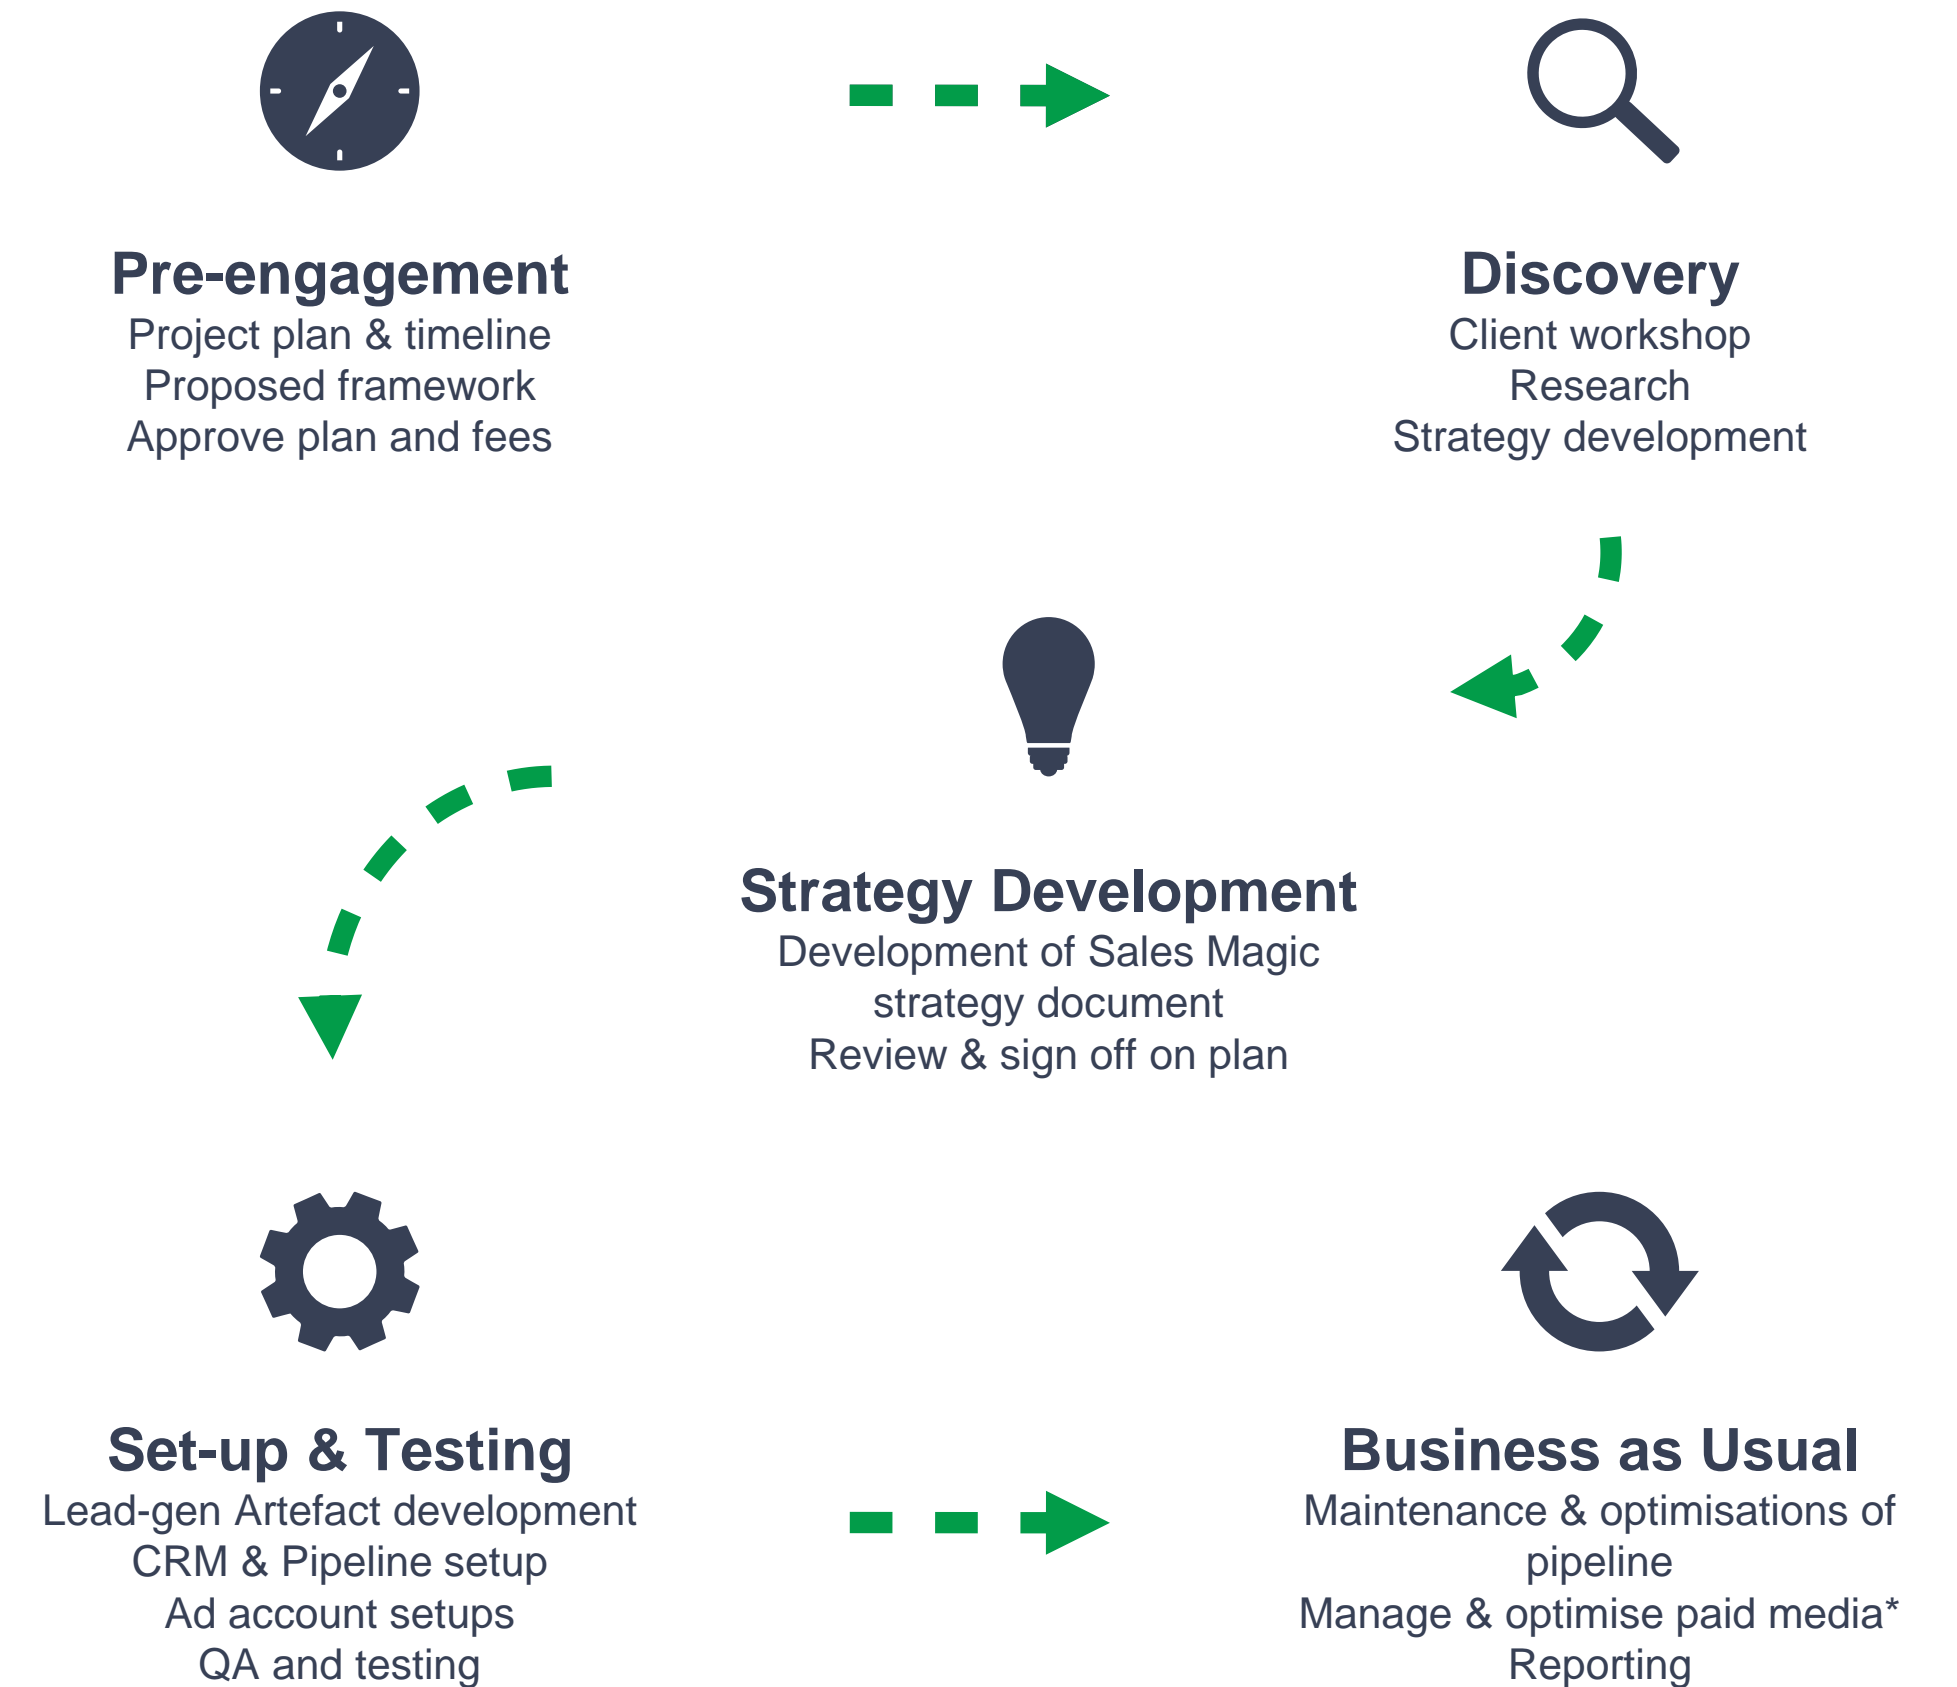 Pre-engagement
Project plan & timeline
Proposed framework
Approve plan and fees
Discovery
Client workshop
Research
Strategy development
Strategy Development
Development of Sales Magic
strategy document
Review & sign off on plan
Set-up & Testing
Lead-gen Artefact development
CRM & Pipeline setup
Ad account setups
QA and testing
Business as Usual
Maintenance & optimisations of
pipeline
Manage & optimise paid media*
Reporting